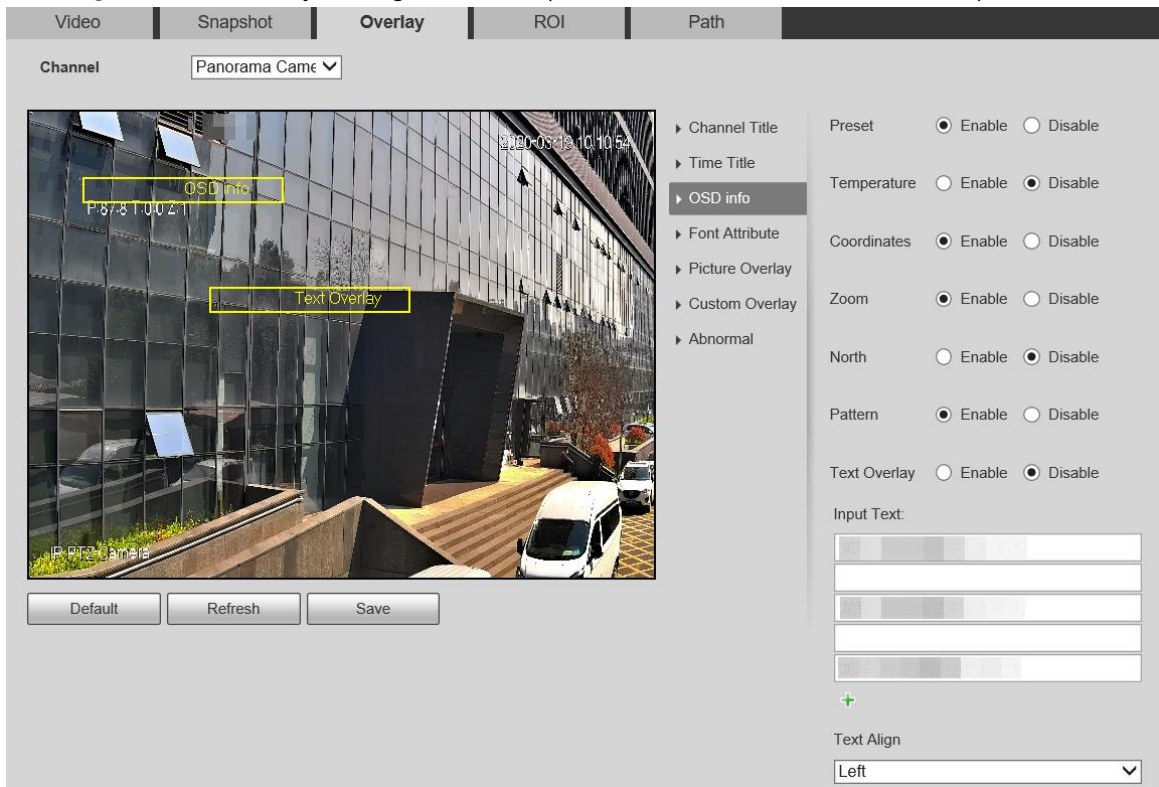 Video Snapshot Overlay ROI Path
Channel Panorama Came
2020-03-19 10:10:54
OSD info
P:87.8 T:0.0 Z:1
Text Overlay
IR PTZ Camera
Default Refresh Save
Channel Title
Time Title
OSD info
Font Attribute
Picture Overlay
Custom Overlay
Abnormal
Preset Enable Disable
Temperature Enable Disable
Coordinates Enable Disable
Zoom Enable Disable
North Enable Disable
Pattern Enable Disable
Text Overlay Enable Disable
Input Text:
Text Align
Left